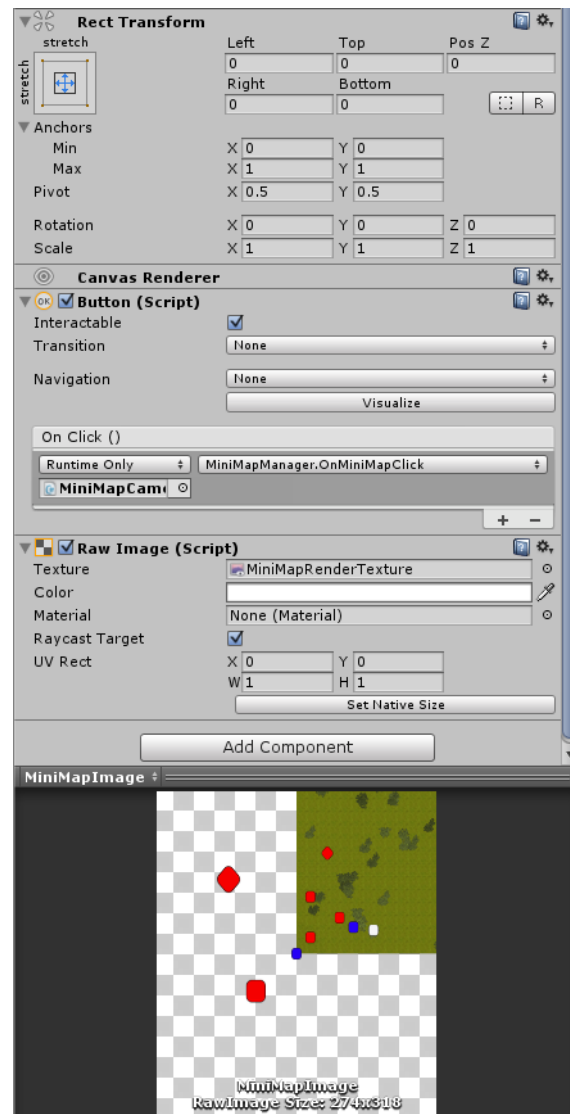 Rect Transform
stretch
Left Top Pos Z
0 0 0
stretch
Right Bottom
0 0
R
Anchors
Min X 0 Y 0
Max X 1 Y 1
Pivot X 0.5 Y 0.5
Rotation X 0 Y 0 Z 0
Scale X 1 Y 1 Z 1
Canvas Renderer
OK Button (Script)
Interactable
Transition None
Navigation None
Visualize
On Click ()
Runtime Only MiniMapManager.OnMiniMapClick
MiniMapCame
+ −
Raw Image (Script)
Texture MiniMapRenderTexture
Color
Material None (Material)
Raycast Target
UV Rect X 0 Y 0
W 1 H 1
Set Native Size
Add Component
MiniMapImage
MiniMapImage
RawImage Size: 274x318